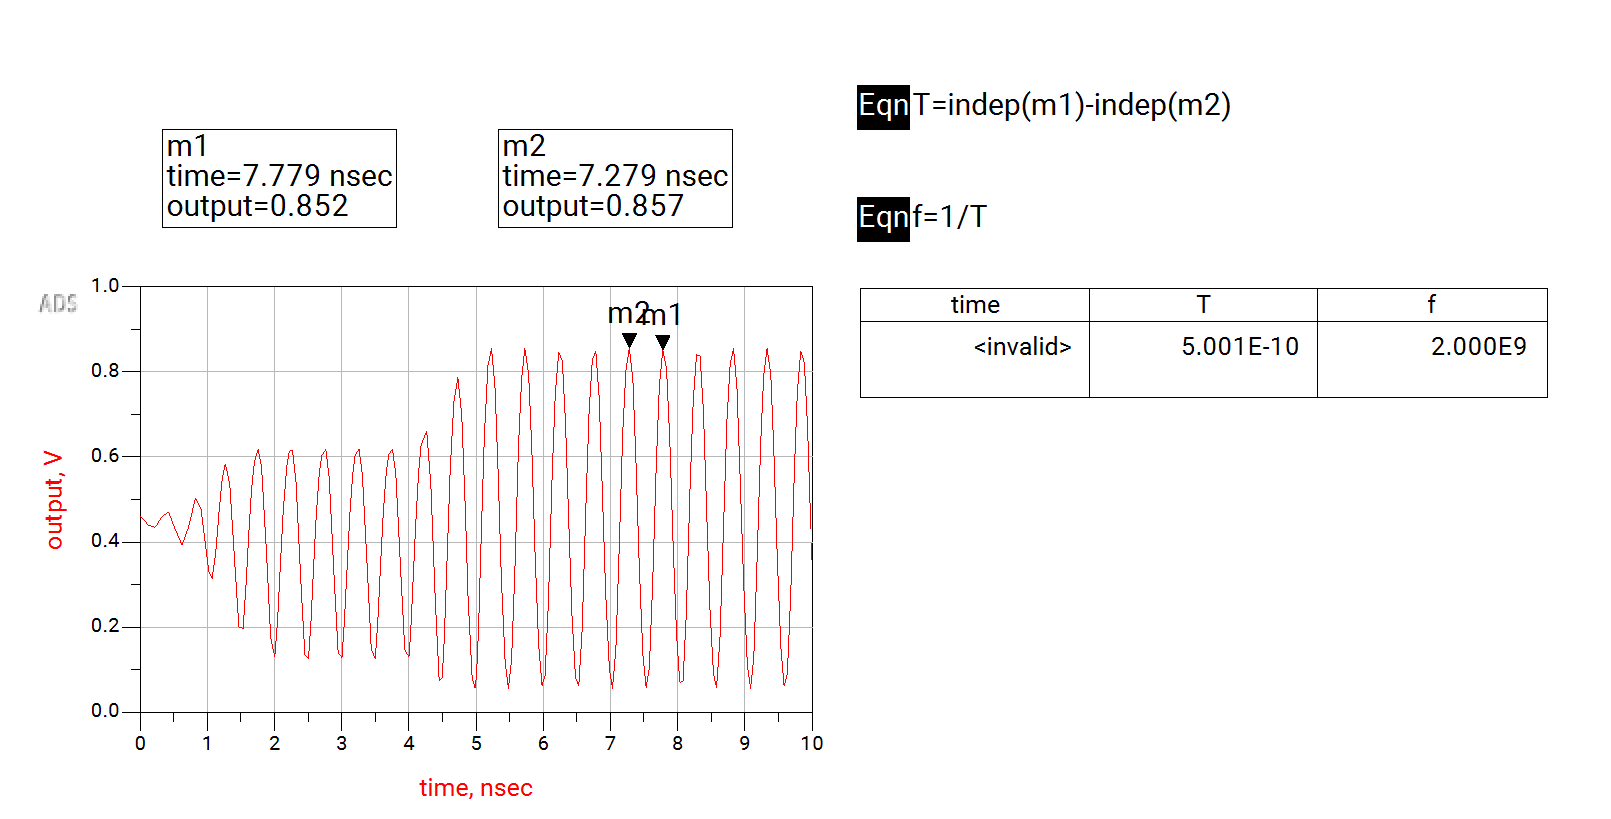 m1
time=7.779 nsec
output=0.852
m2
time=7.279 nsec
output=0.857
EqnT=indep(m1)-indep(m2)
Eqnf=1/T
time T f
<invalid> 5.001E-10 2.000E9
ADS
m2 m1
1.0
0.8
0.6
0.4
0.2
0.0
output, V
0 1 2 3 4 5 6 7 8 9 10
time, nsec